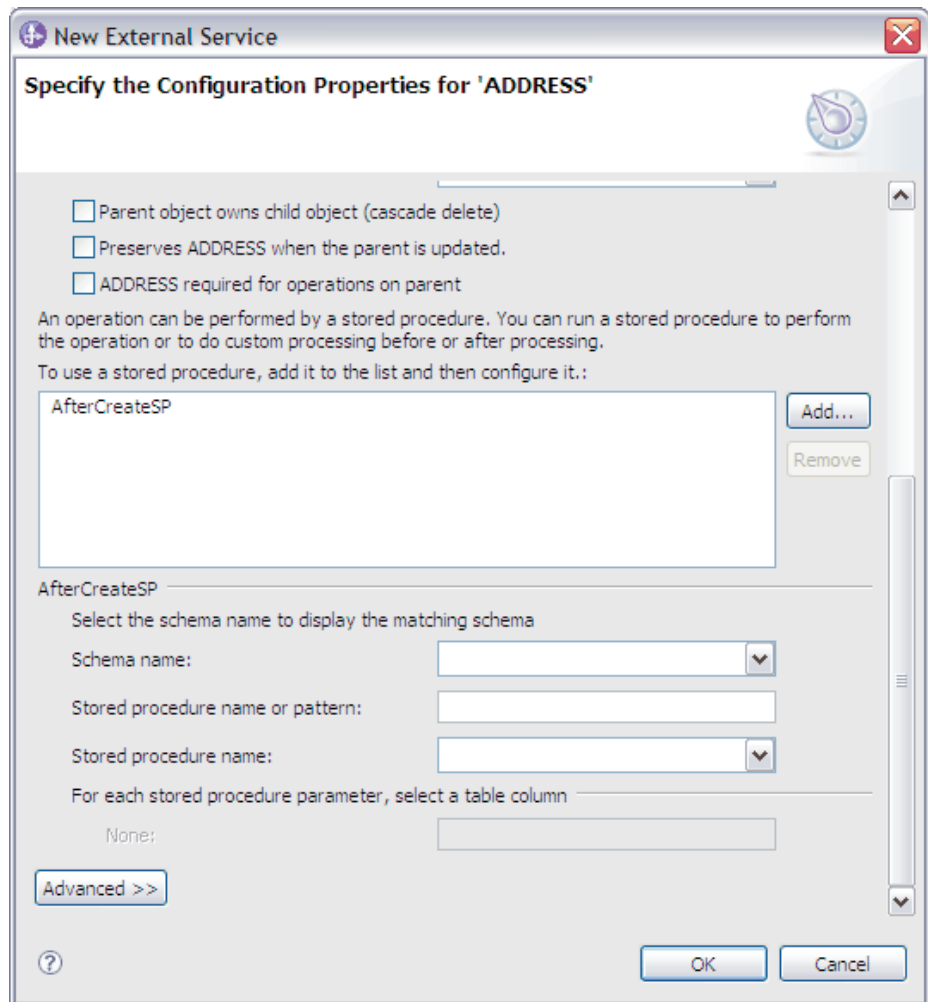 New External Service
Specify the Configuration Properties for 'ADDRESS'
Parent object owns child object (cascade delete)
Preserves ADDRESS when the parent is updated.
ADDRESS required for operations on parent
An operation can be performed by a stored procedure. You can run a stored procedure to perform
the operation or to do custom processing before or after processing.
To use a stored procedure, add it to the list and then configure it.:
AfterCreateSP
Add...
Remove
AfterCreateSP
Select the schema name to display the matching schema
Schema name:
Stored procedure name or pattern:
Stored procedure name:
For each stored procedure parameter, select a table column
None:
Advanced >>
?
OK
Cancel